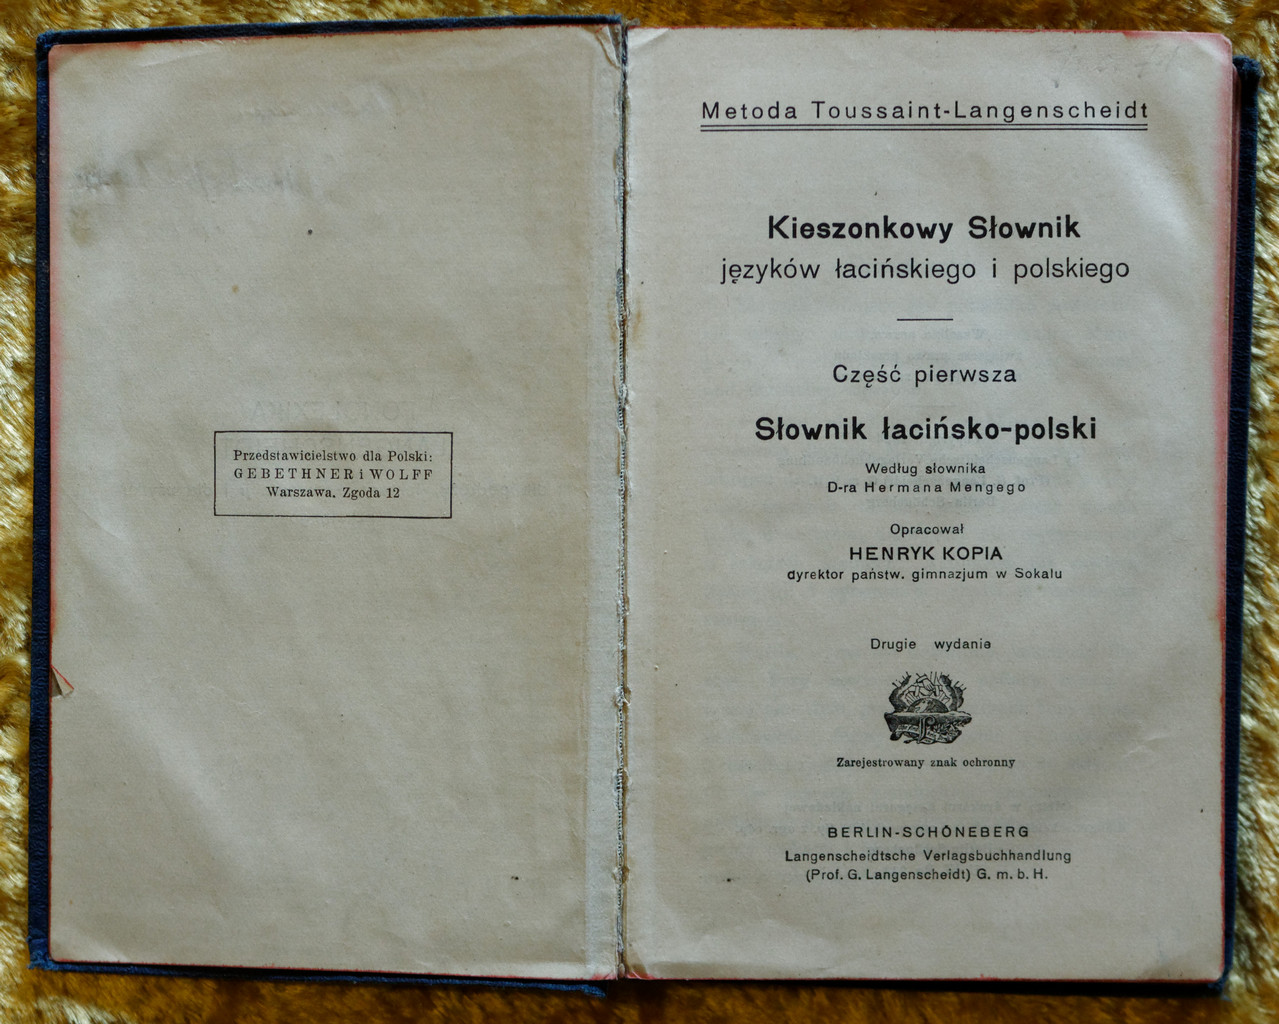 Przedstawicielstwo dla Polski:
GEBETHNER i WOLFF
Warszawa. Zgoda 12
Metoda Toussaint-Langenscheidt
Kieszonkowy Słownik
języków łacińskiego i polskiego
Część pierwsza
Słownik łacińsko-polski
Według słownika
D-ra Hermana Mengego
Opracował
HENRYK KOPIA
dyrektor państw. gimnazjum w Sokalu
Drugie wydanie
Zarejestrowany znak ochronny
BERLIN-SCHÖNEBERG
Langenscheidtsche Verlagsbuchhandlung
(Prof. G. Langenscheidt) G. m. b. H.